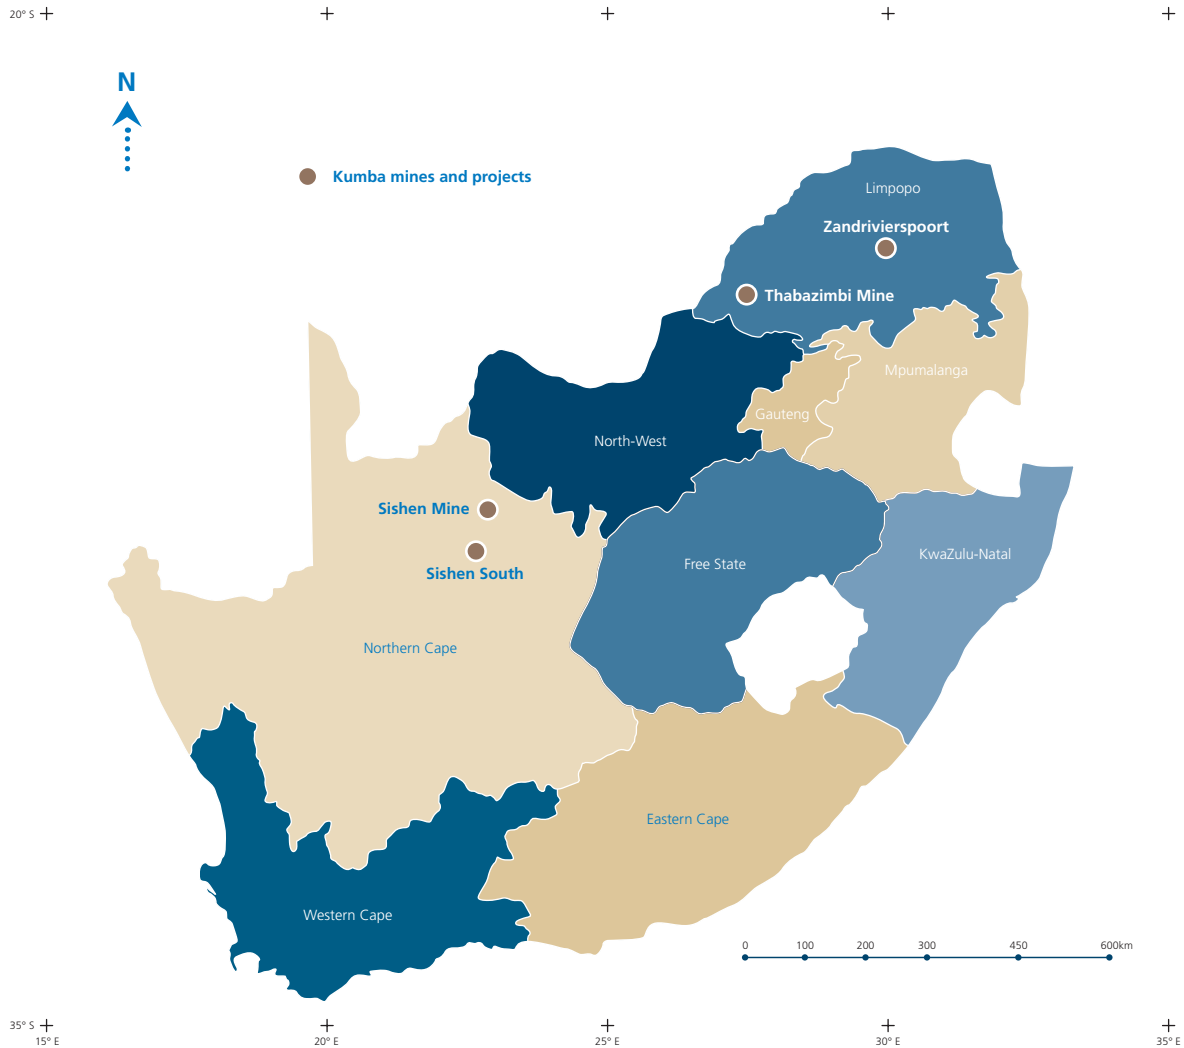 20° S
N
Kumba mines and projects
Limpopo
Zandrivierspoort
Thabazimbi Mine
Mpumalanga
Gauteng
North-West
Sishen Mine
Sishen South
Free State
KwaZulu-Natal
Northern Cape
Eastern Cape
Western Cape
0 100 200 300 450 600km
35° S
15° E 20° E 25° E 30° E 35° E